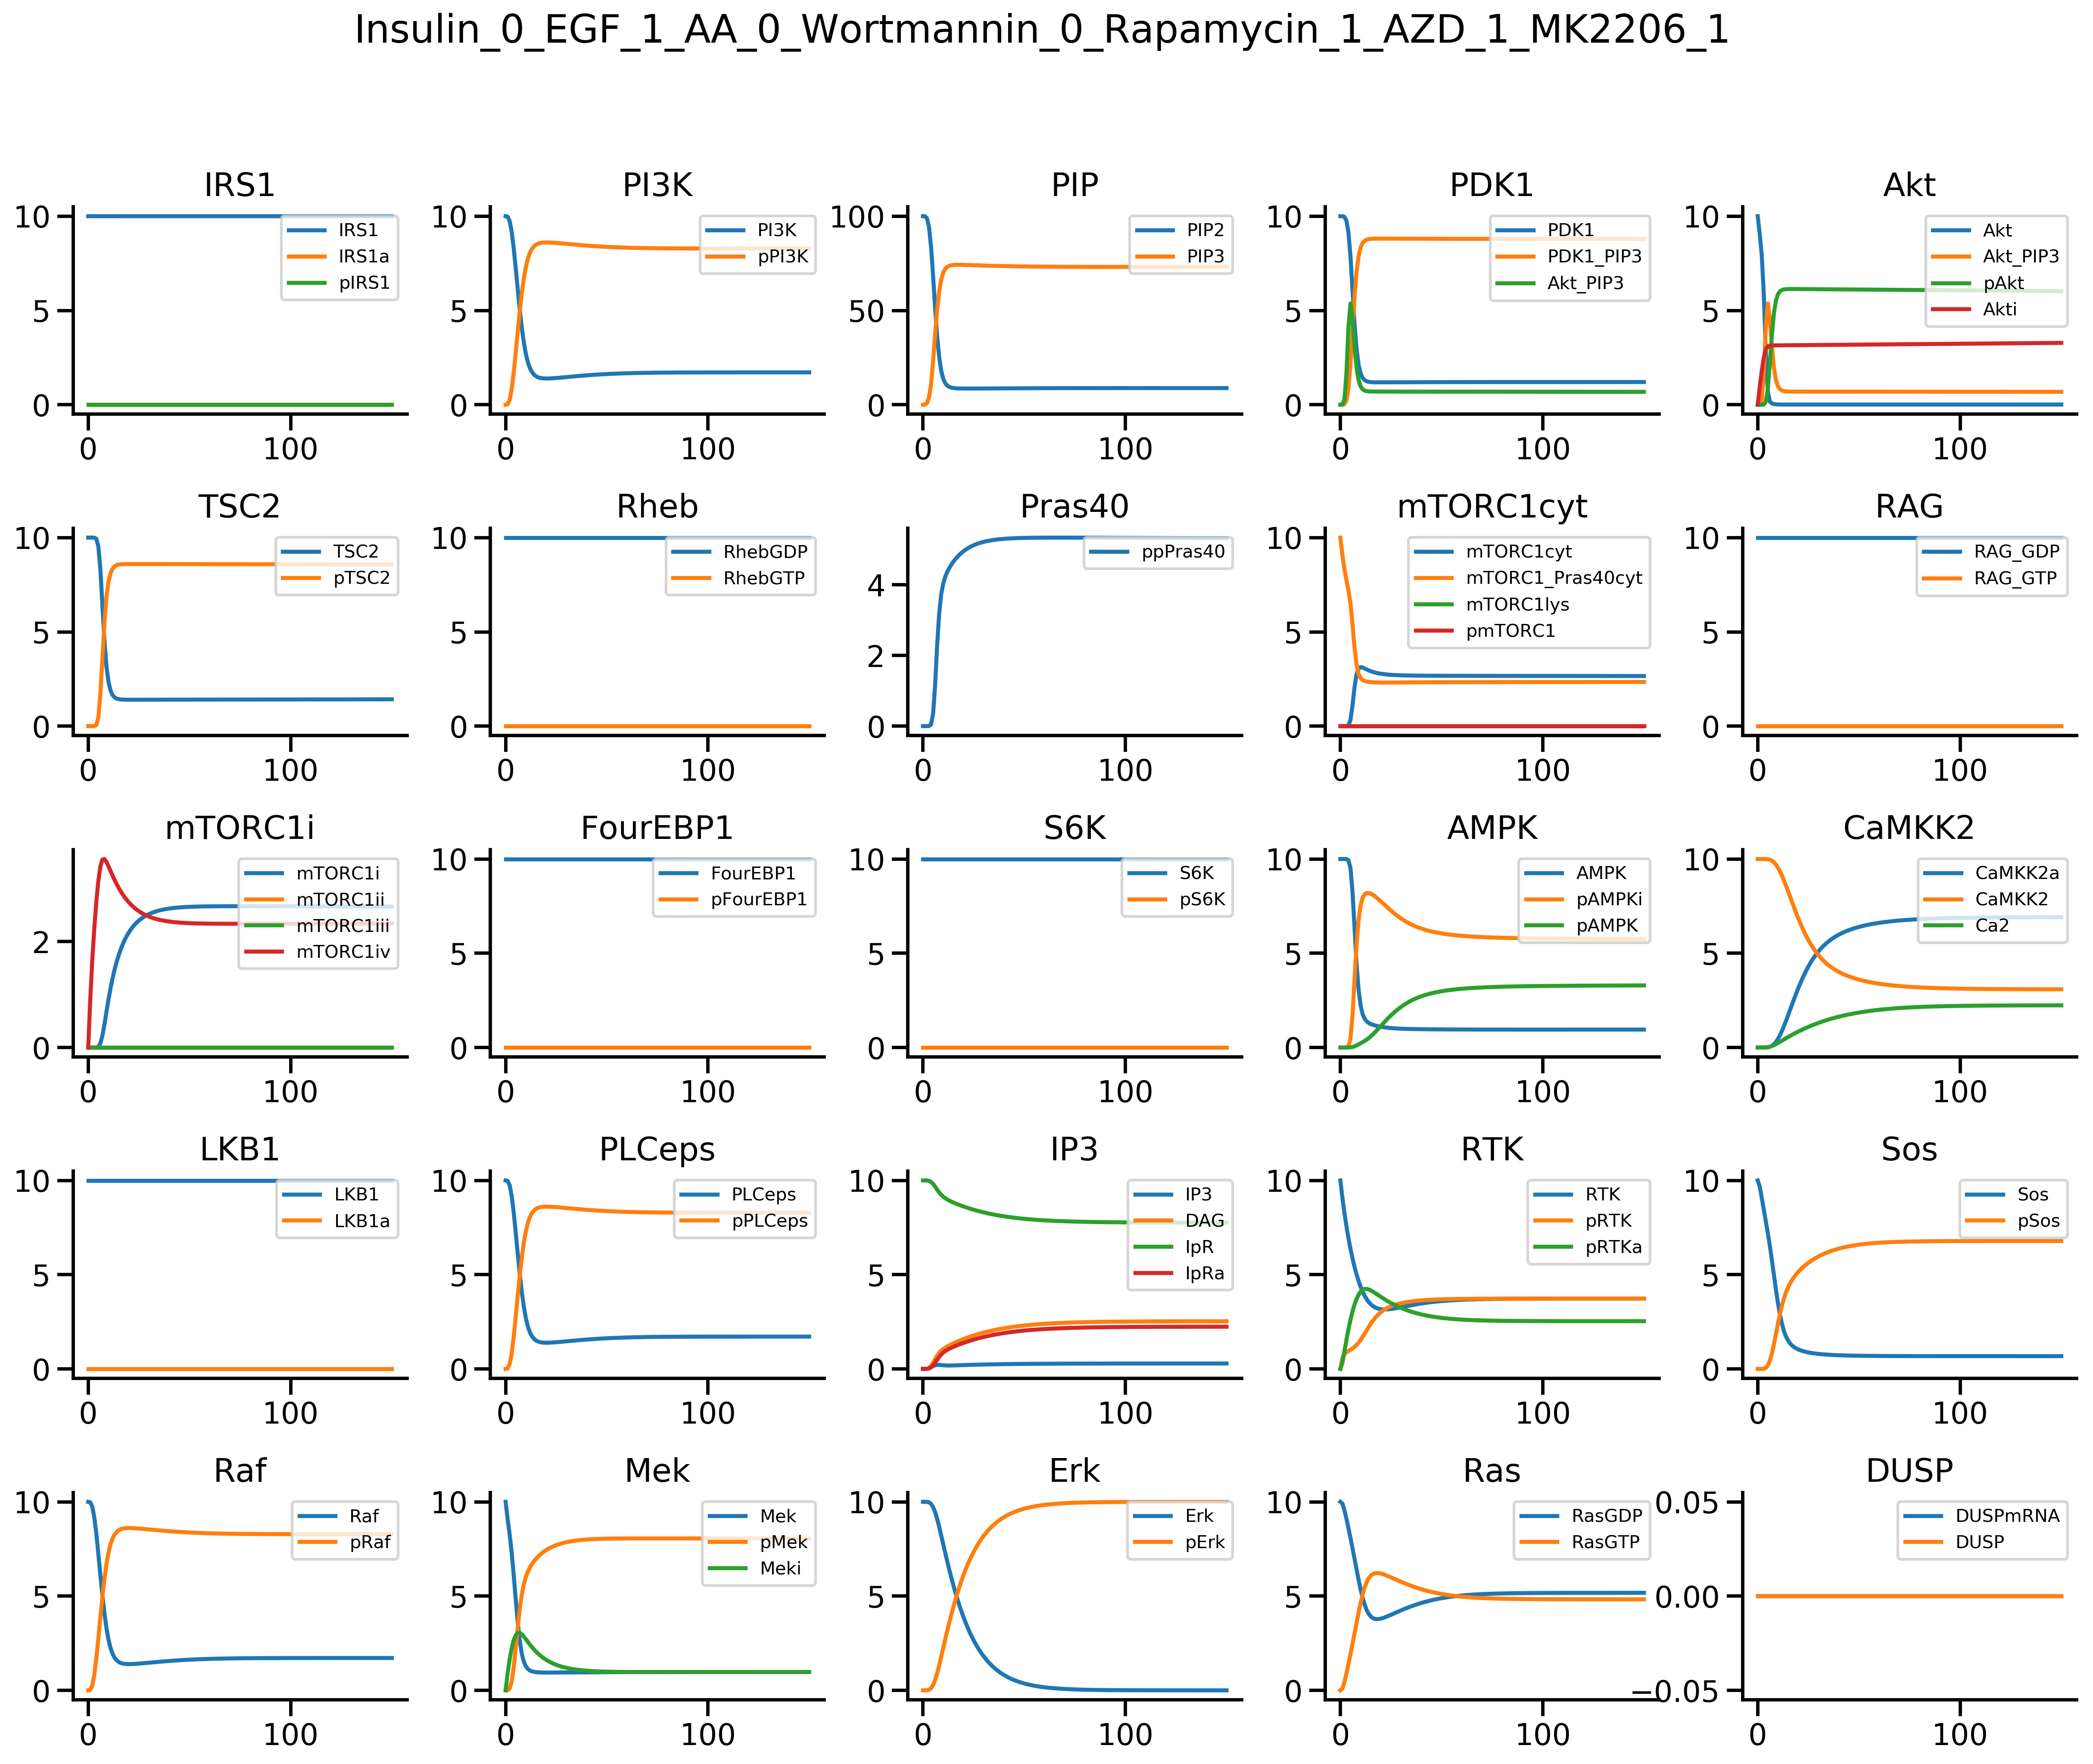 Insulin_0_EGF_1_AA_0_Wortmannin_0_Rapamycin_1_AZD_1_MK2206_1
IRS1
10
5
0
0
100
IRS1
IRS1a
pIRS1
PI3K
10
5
0
0
100
PI3K
pPI3K
PIP
100
50
0
0
100
PIP2
PIP3
PDK1
10
5
0
0
100
PDK1
PDK1_PIP3
Akt_PIP3
Akt
10
5
0
0
100
Akt
Akt_PIP3
pAkt
Akti
TSC2
10
5
0
0
100
TSC2
pTSC2
Rheb
10
5
0
0
100
RhebGDP
RhebGTP
Pras40
4
2
0
0
100
ppPras40
mTORC1cyt
10
5
0
0
100
mTORC1cyt
mTORC1_Pras40cyt
mTORC1lys
pmTORC1
RAG
10
5
0
0
100
RAG_GDP
RAG_GTP
mTORC1i
2
0
0
100
mTORC1i
mTORC1ii
mTORC1iii
mTORC1iv
FourEBP1
10
5
0
0
100
FourEBP1
pFourEBP1
S6K
10
5
0
0
100
S6K
pS6K
AMPK
10
5
0
0
100
AMPK
pAMPKi
pAMPK
CaMKK2
10
5
0
0
100
CaMKK2a
CaMKK2
Ca2
LKB1
10
5
0
0
100
LKB1
LKB1a
PLCeps
10
5
0
0
100
PLCeps
pPLCeps
IP3
10
5
0
0
100
IP3
DAG
IpR
IpRa
RTK
10
5
0
0
100
RTK
pRTK
pRTKa
Sos
10
5
0
0
100
Sos
pSos
Raf
10
5
0
0
100
Raf
pRaf
Mek
10
5
0
0
100
Mek
pMek
Meki
Erk
10
5
0
0
100
Erk
pErk
Ras
10
5
0
0
100
RasGDP
RasGTP
DUSP
0.05
0.00
−0.05
0
100
DUSPmRNA
DUSP